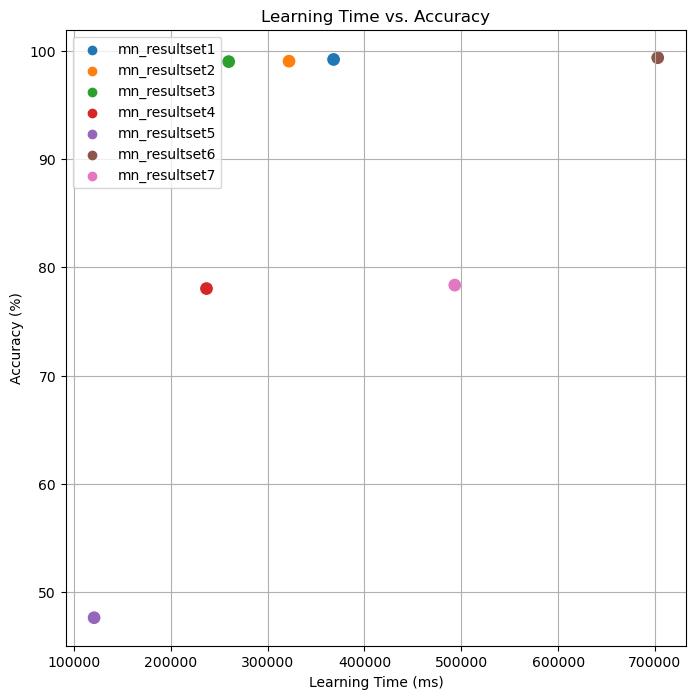 Learning Time vs. Accuracy
mn_resultset1
mn_resultset2
mn_resultset3
mn_resultset4
mn_resultset5
mn_resultset6
mn_resultset7
Accuracy (%)
100
90
80
70
60
50
100000 200000 300000 400000 500000 600000 700000
Learning Time (ms)